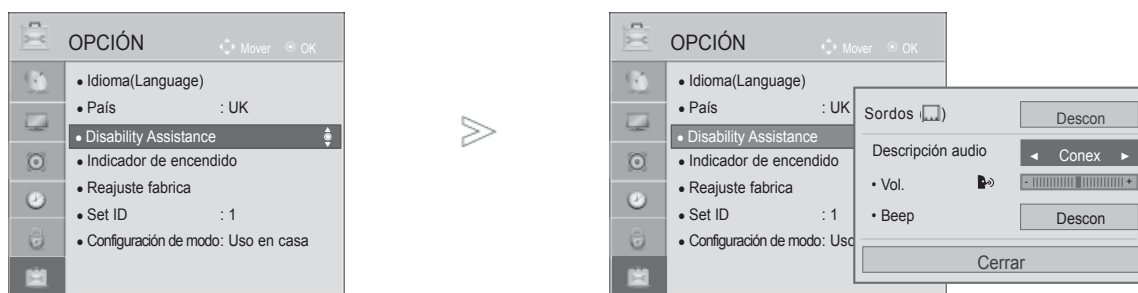 OPCIÓN Mover OK
• Idioma(Language)
• País : UK
• Disability Assistance
• Indicador de encendido
• Reajuste fabrica
• Set ID : 1
• Configuración de modo: Uso en casa
OPCIÓN Mover OK
• Idioma(Language)
• País : UK
• Disability Assistance
• Indicador de encendido
• Reajuste fabrica
• Set ID : 1
• Configuración de modo: Uso
Sordos ( ) Descon
Descripción audio ◄ Conex ►
• Vol. - +
• Beep Descon
Cerrar